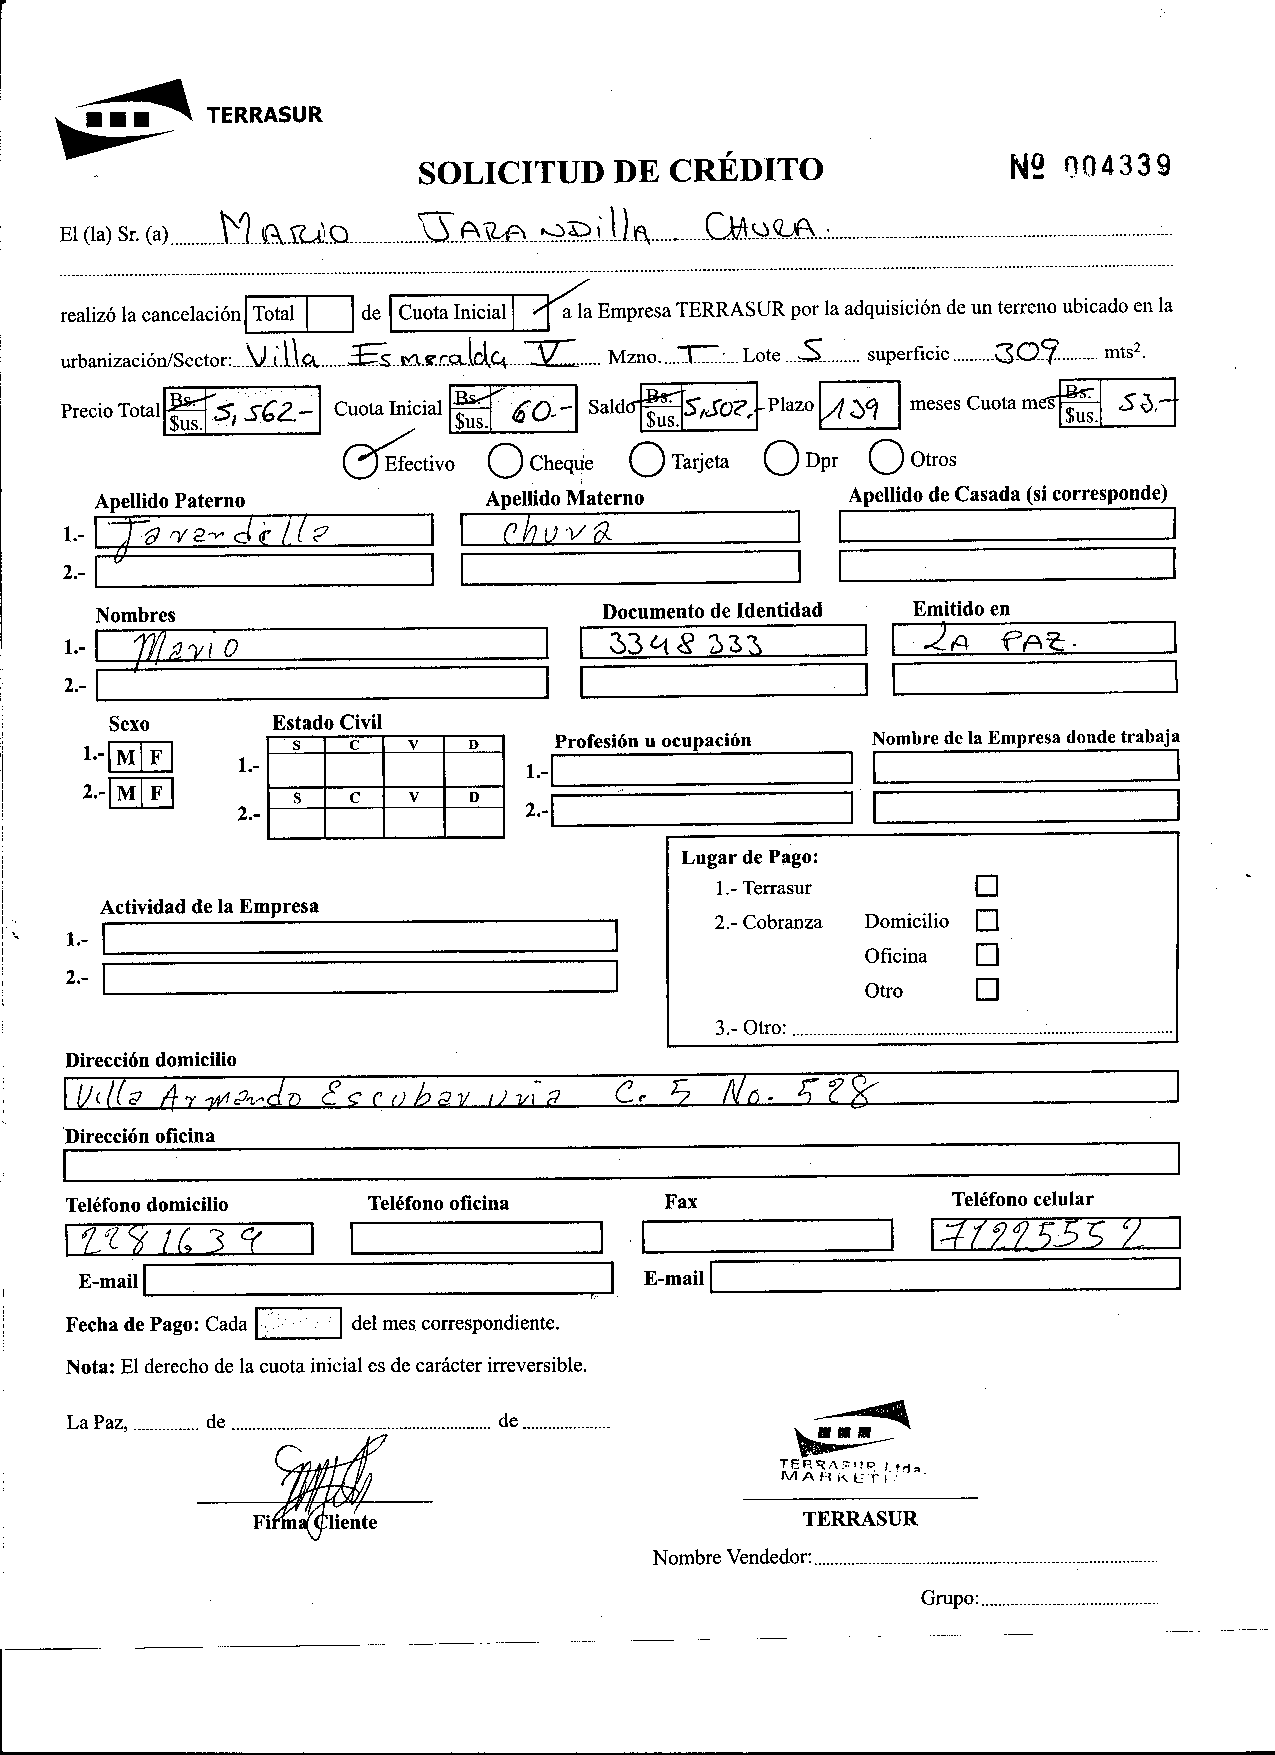 TERRASUR
SOLICITUD DE CRÉDITO Nº 004339
El (la) Sr. (a) MARIO JARANDILLA CHURA.
realizó la cancelación Total de Cuota Inicial a la Empresa TERRASUR por la adquisición de un terreno ubicado en la
urbanización/Sector: Villa Esmeralda V Mzno. T Lote 5 superficie 309 mts².
Precio Total Bs. $us. 5,562.- Cuota Inicial Bs. $us. 60.- Saldo Bs. $us. 5,502.- Plazo 139 meses Cuota mes Bs. $us. 53.-
Efectivo Cheque Tarjeta Dpr Otros
Apellido Paterno Apellido Materno Apellido de Casada (si corresponde)
1.- Jarandilla Chura
2.-
Nombres Documento de Identidad Emitido en
1.- Mario 3348333 LA PAZ.
2.-
Sexo Estado Civil Profesión u ocupación Nombre de la Empresa donde trabaja
1.- M F 1.- S C V D 1.-
2.- M F 2.- S C V D 2.-
Lugar de Pago:
1.- Terrasur
Actividad de la Empresa
2.- Cobranza Domicilio
1.-
Oficina
2.-
Otro
3.- Otro:
Dirección domicilio
Villa Armando Escobar Uria C. 5 No. 528
Dirección oficina
Teléfono domicilio Teléfono oficina Fax Teléfono celular
2281639 71225552
E-mail E-mail
Fecha de Pago: Cada del mes correspondiente.
Nota: El derecho de la cuota inicial es de carácter irreversible.
La Paz, de de
TERRASUR Ltda.
Firma Cliente TERRASUR
Nombre Vendedor:
Grupo: